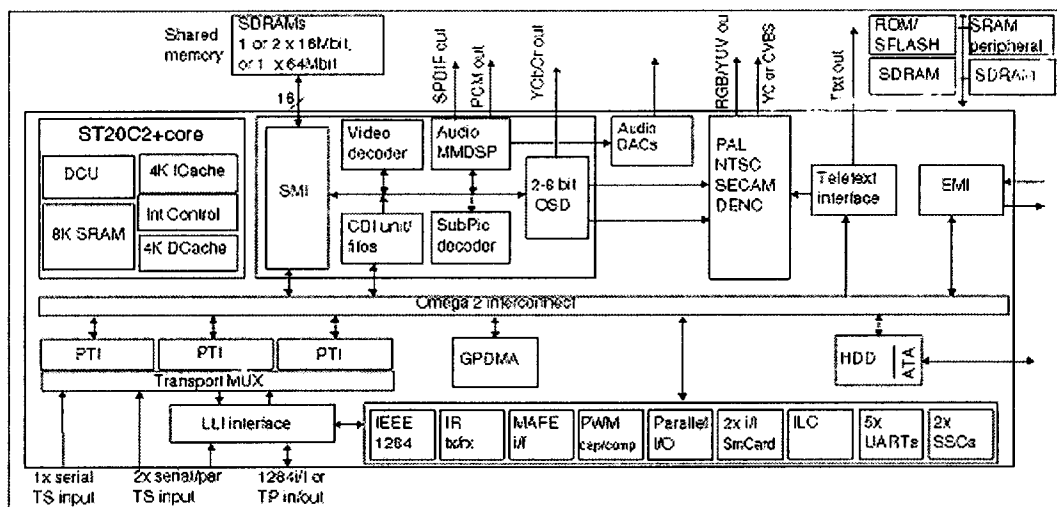 Shared
memory
SDRAMs
1 or 2 x 16Mbit,
or 1 x 64Mbit
16
SPDIF out
PCM out
YCbCr out
RGB/YUV out
YC or CVBS
Ttxt out
ROM/
SFLASH
SRAM
peripheral
SDRAM
SDRAM
ST20C2+core
DCU
4K ICache
8K SRAM
Int Control
4K DCache
SMI
Video
decoder
Audio
MMDSP
CDI unit/
filos
SubPic
decoder
2-8 bit
OSD
Audio
DACs
PAL
NTSC
SECAM
DENC
Teletext
interface
EMI
Omega 2 interconnect
PTI
PTI
PTI
Transport MUX
GPDMA
HDD
ATA
LLI interface
IEEE
1284
IR
tx/rx
MAFE
i/f
PWM
cap/comp
Parallel
I/O
2x i/f
SmCard
ILC
5x
UARTs
2x
SSCs
1x serial
TS input
2x serial/par
TS input
1284i/f or
TP in/out